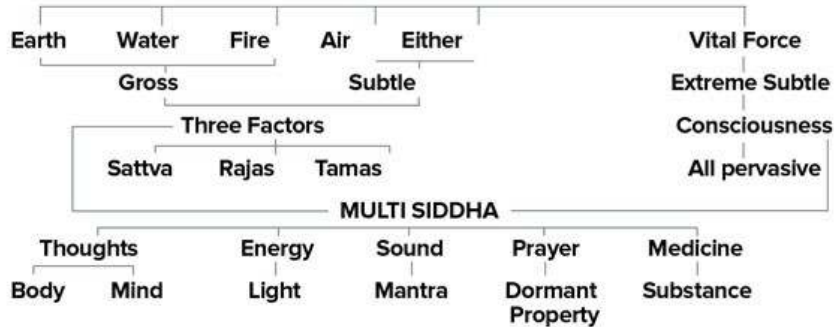 Earth Water Fire Air Either Vital Force
Gross Subtle Extreme Subtle
Three Factors Consciousness
Sattva Rajas Tamas All pervasive
MULTI SIDDHA
Thoughts Energy Sound Prayer Medicine
Body Mind Light Mantra Dormant Substance
Property